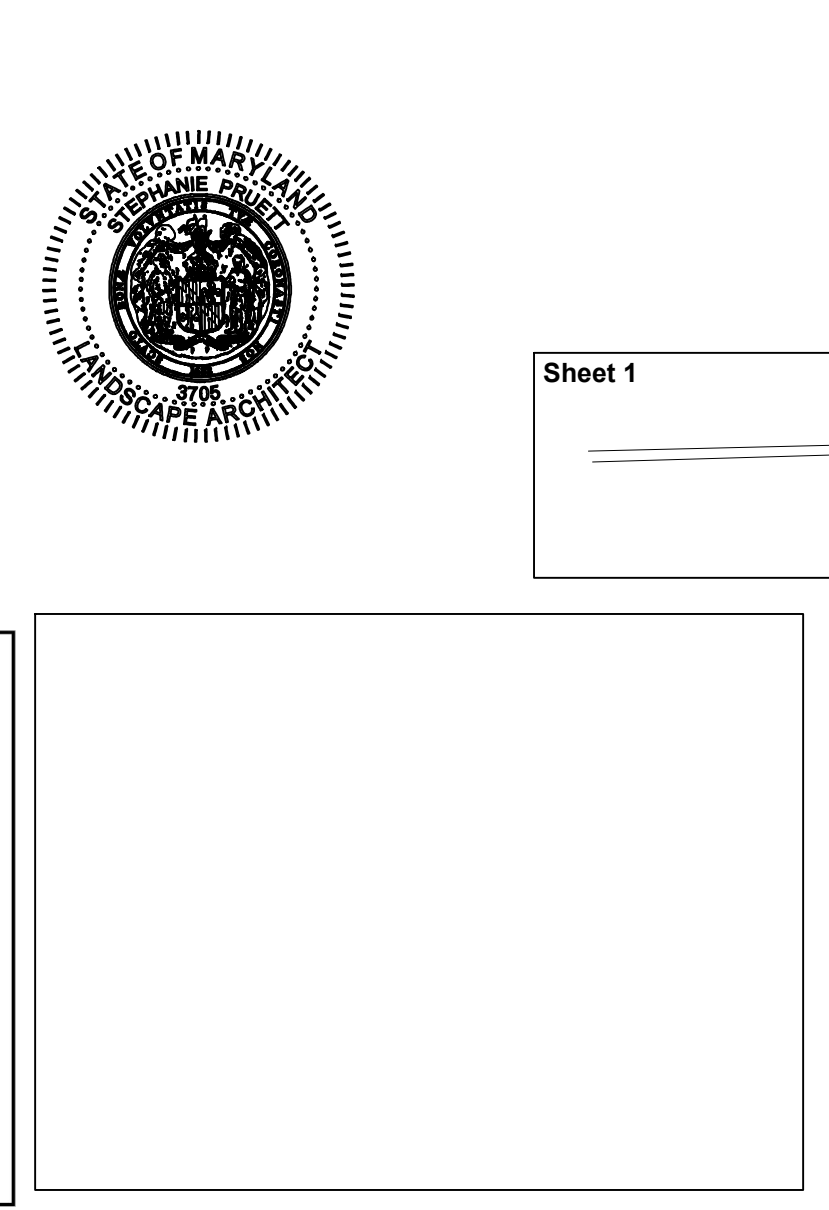 STATE OF MARYLAND
STEPHANIE PRUETT
3705
LANDSCAPE ARCHITECT
Sheet 1